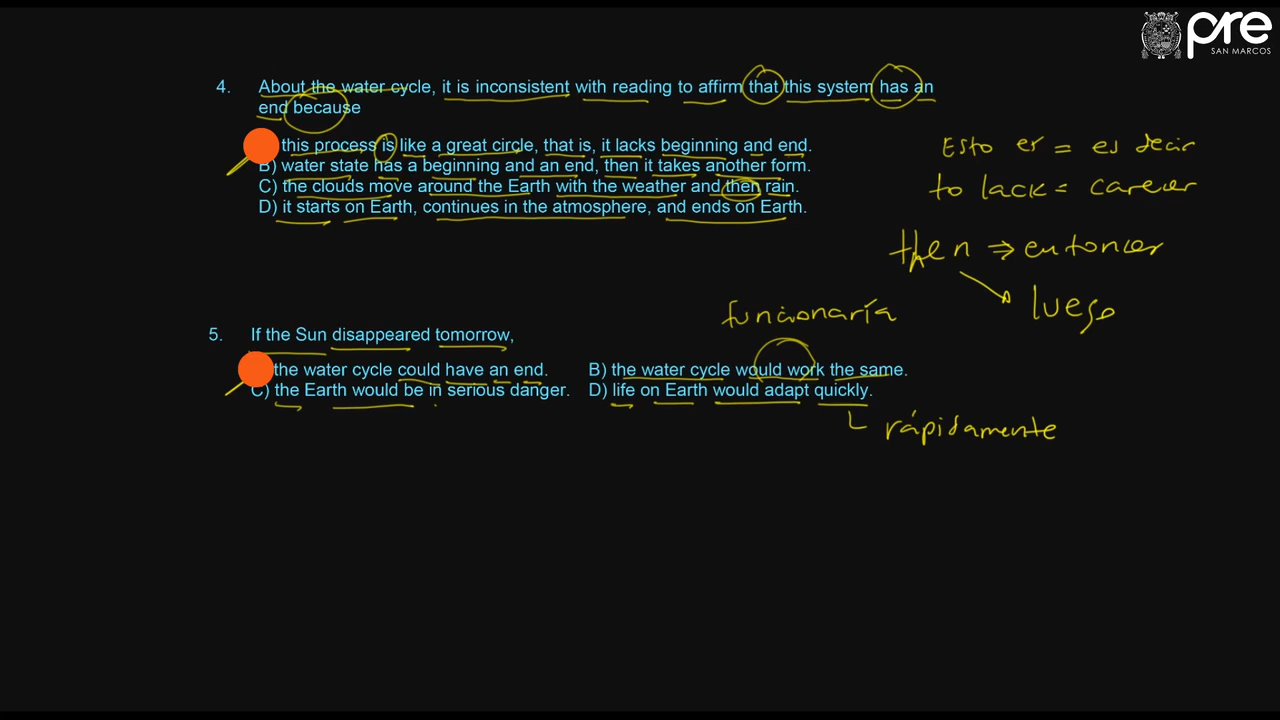 pre
SAN MARCOS
4. About the water cycle, it is inconsistent with reading to affirm that this system has an
end because
this process is like a great circle, that is, it lacks beginning and end.
B) water state has a beginning and an end, then it takes another form.
C) the clouds move around the Earth with the weather and then rain.
D) it starts on Earth, continues in the atmosphere, and ends on Earth.
Esto es = es decir
to lack = carecer
then ⇒ entonces
luego
5. If the Sun disappeared tomorrow,
funcionaría
the water cycle could have an end. B) the water cycle would work the same.
C) the Earth would be in serious danger. D) life on Earth would adapt quickly.
rápidamente